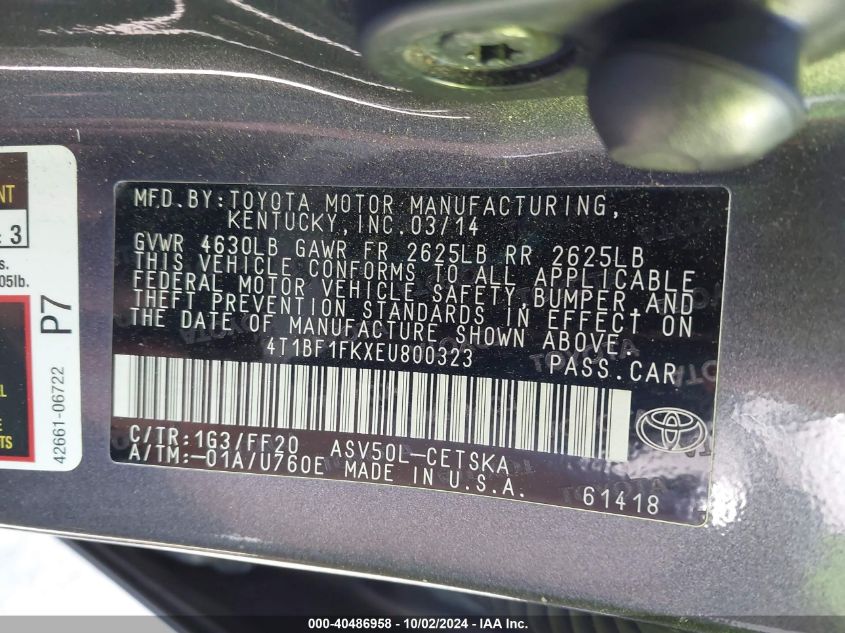 MFD.BY:TOYOTA MOTOR MANUFACTURING,
KENTUCKY, INC. 03/14
GVWR 4630LB GAWR FR 2625LB RR 2625LB
THIS VEHICLE CONFORMS TO ALL APPLICABLE
FEDERAL MOTOR VEHICLE SAFETY, BUMPER, AND
THEFT PREVENTION STANDARDS IN EFFECT ON
THE DATE OF MANUFACTURE SHOWN ABOVE.
4T1BF1FKXEU800323 PASS.CAR
C/TR:1G3/FF20 ASV50L-CETSKA
A/TM:-01A/U760E MADE IN U.S.A. 61418
3
05lb.
P7
42661-06722
000-40486958 - 10/02/2024 - IAA Inc.